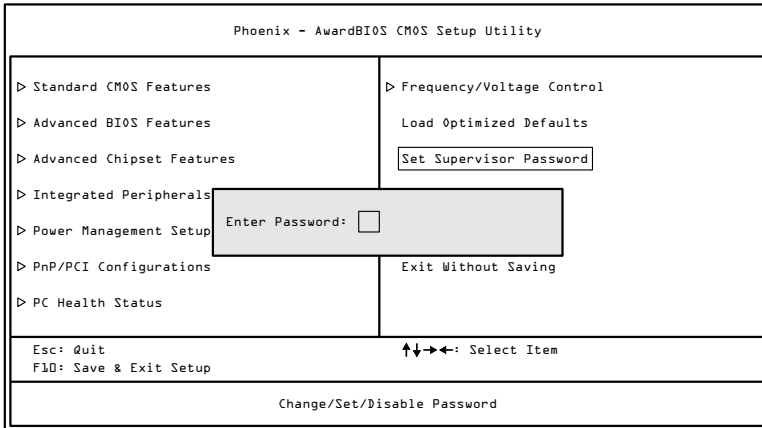 Phoenix - AwardBIOS CMOS Setup Utility
▷ Standard CMOS Features
▷ Advanced BIOS Features
▷ Advanced Chipset Features
▷ Integrated Peripherals
▷ Power Management Setup
▷ PnP/PCI Configurations
▷ PC Health Status
▷ Frequency/Voltage Control
Load Optimized Defaults
Set Supervisor Password
Enter Password:
Exit Without Saving
Esc: Quit
F10: Save & Exit Setup
↑↓→←: Select Item
Change/Set/Disable Password